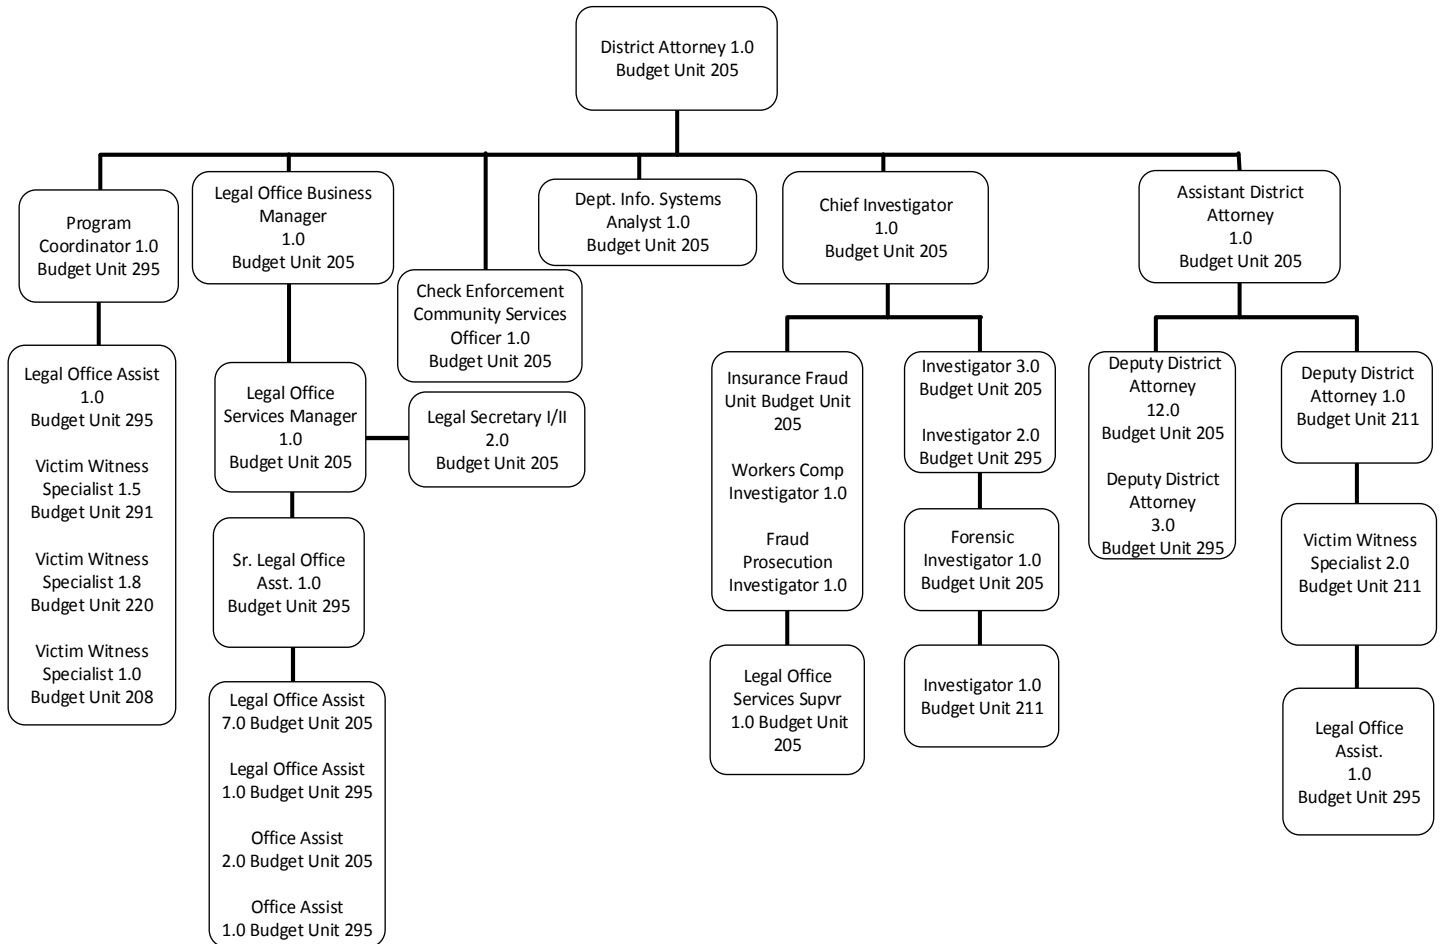 District Attorney 1.0
Budget Unit 205
Program
Coordinator 1.0
Budget Unit 295
Legal Office Business
Manager
1.0
Budget Unit 205
Check Enforcement
Community Services
Officer 1.0
Budget Unit 205
Dept. Info. Systems
Analyst 1.0
Budget Unit 205
Chief Investigator
1.0
Budget Unit 205
Assistant District
Attorney
1.0
Budget Unit 205
Legal Office Assist
1.0
Budget Unit 295
Victim Witness
Specialist 1.5
Budget Unit 291
Victim Witness
Specialist 1.8
Budget Unit 220
Victim Witness
Specialist 1.0
Budget Unit 208
Legal Office
Services Manager
1.0
Budget Unit 205
Legal Secretary I/II
2.0
Budget Unit 205
Sr. Legal Office
Asst. 1.0
Budget Unit 295
Legal Office Assist
7.0 Budget Unit 205
Legal Office Assist
1.0 Budget Unit 295
Office Assist
2.0 Budget Unit 205
Office Assist
1.0 Budget Unit 295
Insurance Fraud
Unit Budget Unit
205
Workers Comp
Investigator 1.0
Fraud
Prosecution
Investigator 1.0
Legal Office
Services Supvr
1.0 Budget Unit
205
Investigator 3.0
Budget Unit 205
Investigator 2.0
Budget Unit 295
Forensic
Investigator 1.0
Budget Unit 205
Investigator 1.0
Budget Unit 211
Deputy District
Attorney
12.0
Budget Unit 205
Deputy District
Attorney
3.0
Budget Unit 295
Deputy District
Attorney 1.0
Budget Unit 211
Victim Witness
Specialist 2.0
Budget Unit 211
Legal Office
Assist.
1.0
Budget Unit 295